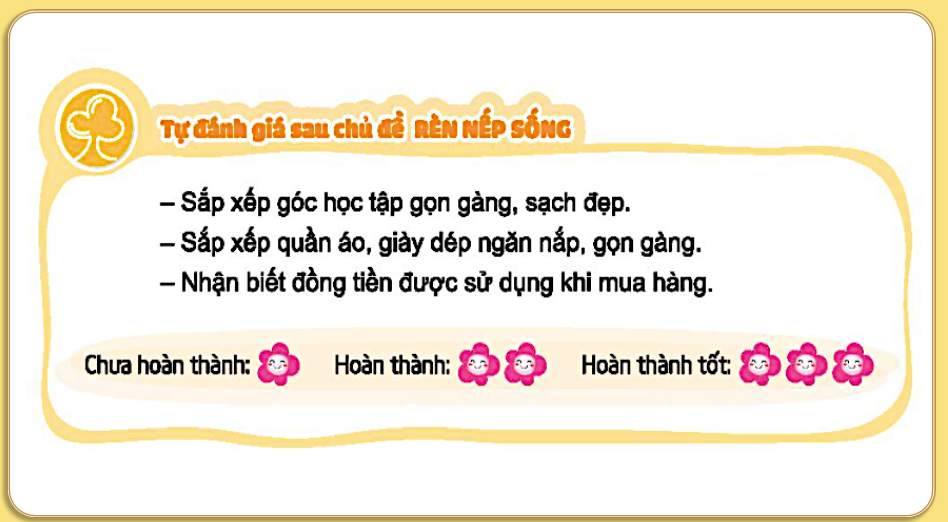 Tự đánh giá sau chủ đề RÈN NẾP SỐNG
– Sắp xếp góc học tập gọn gàng, sạch đẹp.
– Sắp xếp quần áo, giày dép ngăn nắp, gọn gàng.
– Nhận biết đồng tiền được sử dụng khi mua hàng.
Chưa hoàn thành: Hoàn thành: Hoàn thành tốt: